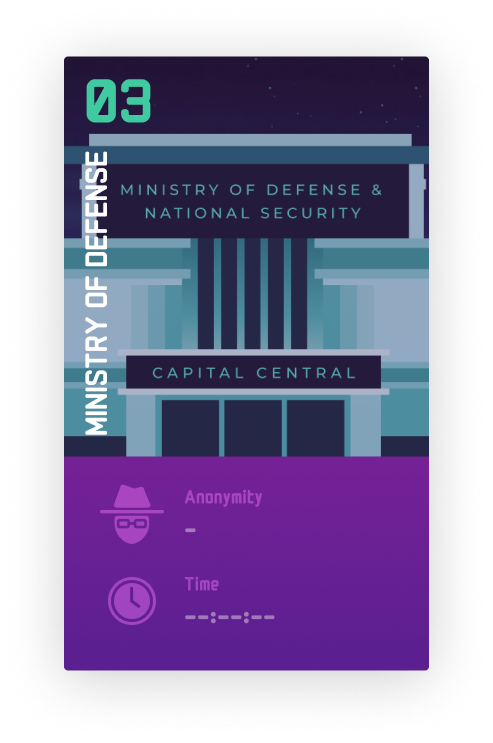 03
MINISTRY OF DEFENSE
MINISTRY OF DEFENSE &
NATIONAL SECURITY
CAPITAL CENTRAL
Anonymity
-
Time
--:--:--